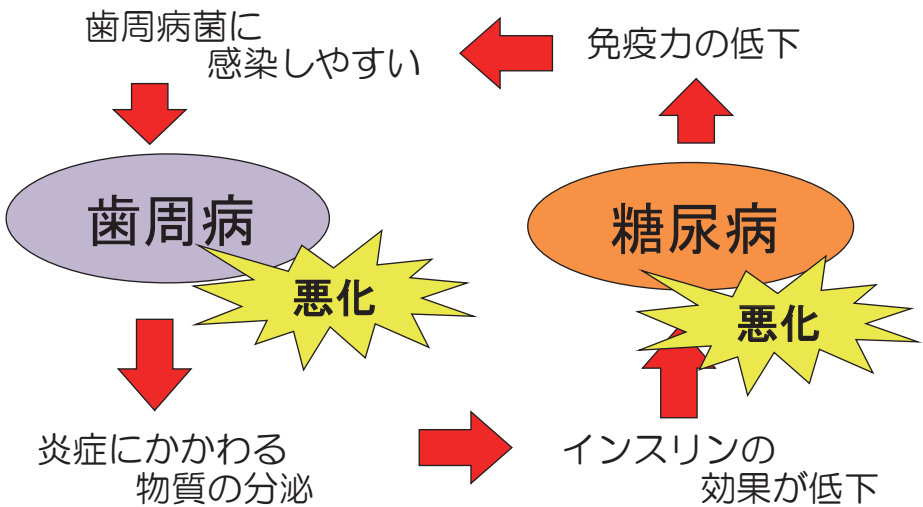 歯周病菌に
感染しやすい
免疫力の低下
歯周病
糖尿病
悪化
悪化
炎症にかかわる
物質の分泌
インスリンの
効果が低下